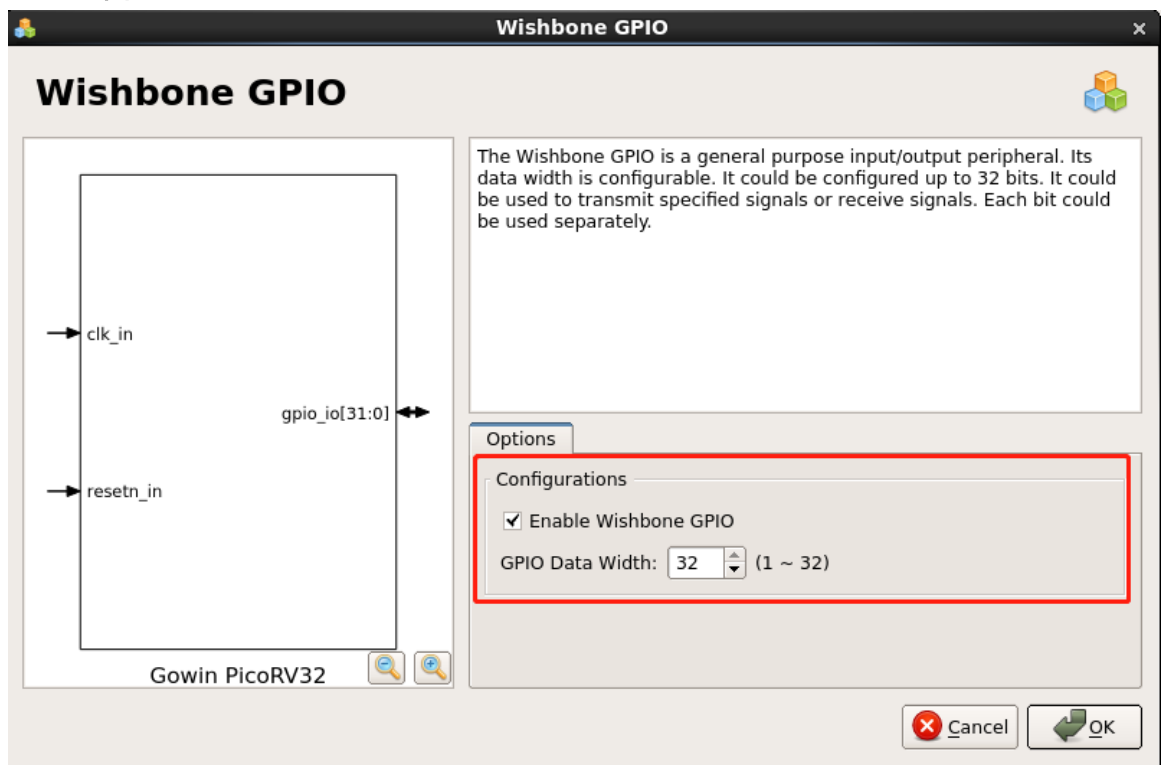 Wishbone GPIO
Wishbone GPIO
The Wishbone GPIO is a general purpose input/output peripheral. Its
data width is configurable. It could be configured up to 32 bits. It could
be used to transmit specified signals or receive signals. Each bit could
be used separately.
clk_in
gpio_io[31:0]
resetn_in
Gowin PicoRV32
Options
Configurations
Enable Wishbone GPIO
GPIO Data Width: 32 (1 ~ 32)
Cancel
OK